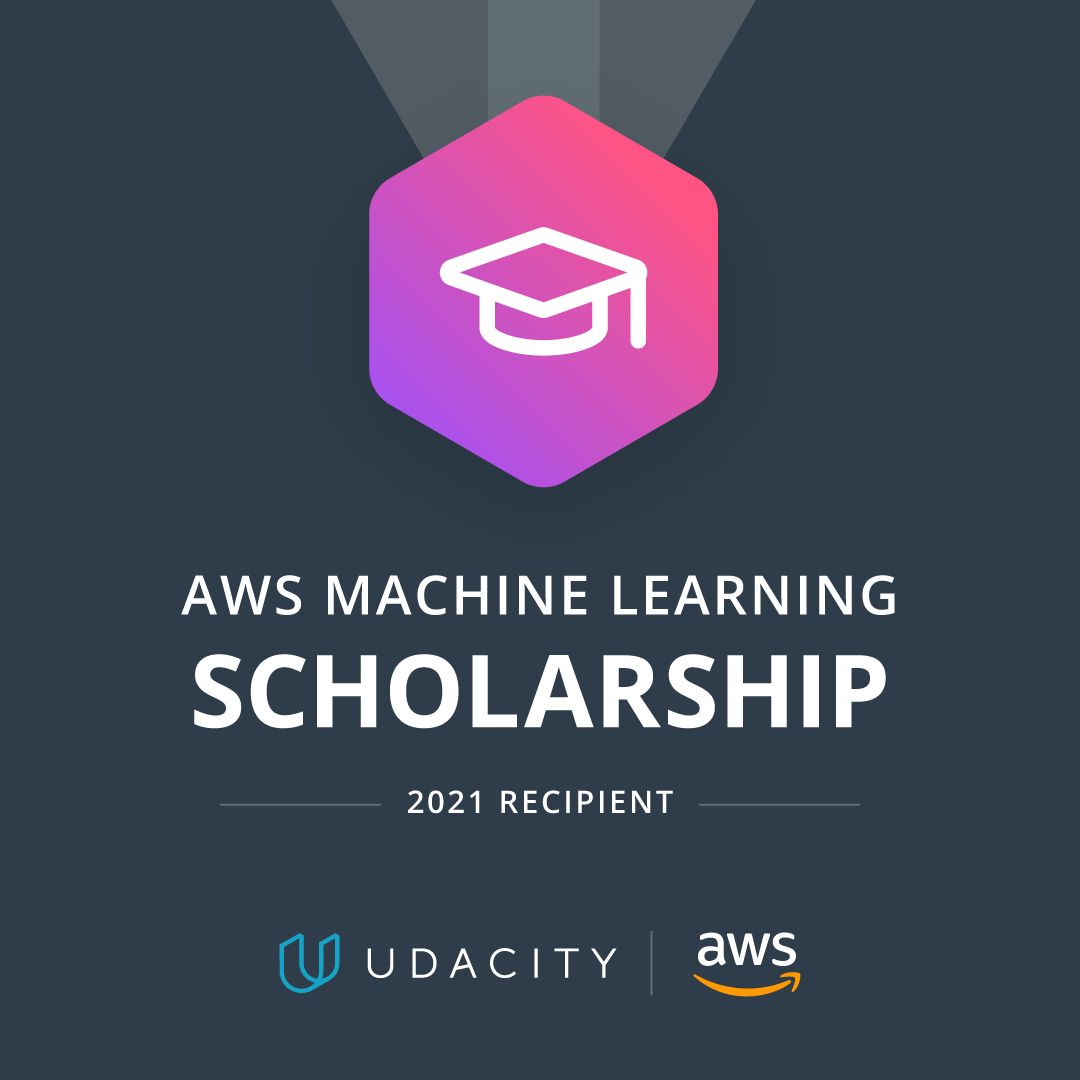 AWS MACHINE LEARNING
SCHOLARSHIP
2021 RECIPIENT
UDACITY
aws